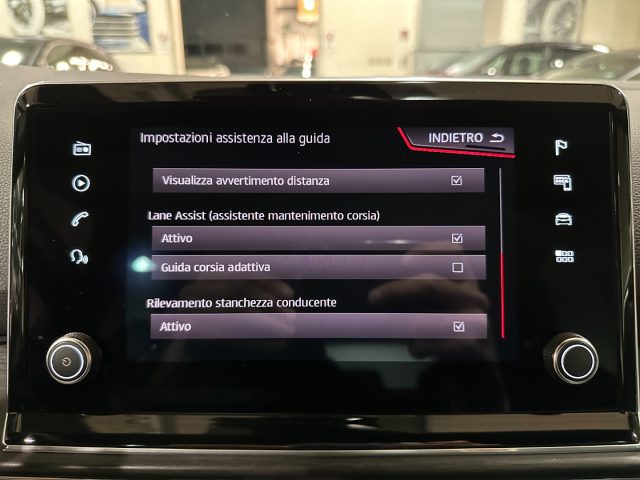 Impostazioni assistenza alla guida
INDIETRO
Visualizza avvertimento distanza
Lane Assist (assistente mantenimento corsia)
Attivo
Guida corsia adattiva
Rilevamento stanchezza conducente
Attivo